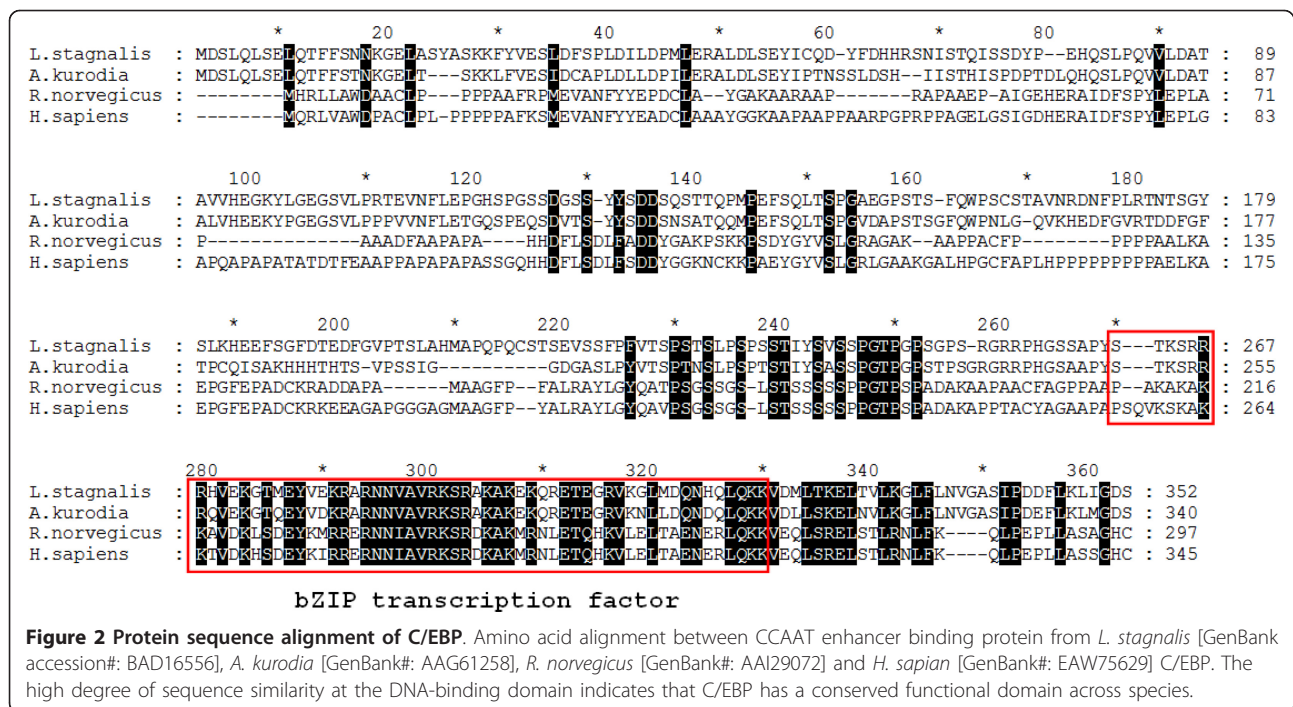 * 20 * 40 * 60 * 80 *
L.stagnalis : MDSLQLSELQTFFSNNKGELASYASKKFYVESLDFSPLDILDPMLERALDLSEYICQD-YFDHHRSNISTQISSDYP--EHQSLPQVVLDAT : 89
A.kurodia : MDSLQLSELQTFFSTNKGELT---SKKLFVESIDCAPLDLLDPILERALDLSEYIPTNSSLDSH--IISTHISPDPTDLQHQSLPQVVLDAT : 87
R.norvegicus : --------MHRLLAWDAACLP--PPPAAFRPMEVANFYYEPDCLA--YGAKAARAAP------RAPAAEP-AIGEHERAIDFSPYLEPLA : 71
H.sapiens : --------MQRLVAWDPACLPL-PPPPPAFKSMEVANFYYEADCLAAAYGGKAAPAAPPAARPGPRPPAGELGSIGDHERAIDFSPYLEPLG : 83
100 * 120 * 140 * 160 * 180
L.stagnalis : AVVHEGKYLGEGSVLPRTEVNFLEPGHSPGSSDGSS-YYSDDSQSTTQPMPEFSQLTSPGAEGPSTS-FQWPSCSTAVNRDNFPLRTNTSGY : 179
A.kurodia : ALVHEEKYPGEGSVLPPPVVNFLETGQSPEQSDVTS-YYSDDSNSATQQMPEFSQLTSPGVDAPSTSGFQWPNLG-QVKHEDFGVRTDDFGF : 177
R.norvegicus : P-------------AAADFAAPAPA----HHDFLSDLFADDYGAKPSKKPSDYGYVSLGRAGAK-AAPPACFP------PPPPAALKA : 135
H.sapiens : APQAPAPATATDTFEAAPPAPAPAPASSGQHHDFLSDLFSDDYGGKNCKKPAEYGYVSLGRLGAAKGALHPGCFAPLHPPPPPPPPPAELKA : 175
* 200 * 220 * 240 * 260 *
L.stagnalis : SLKHEEFSGFDTEDFGVPTSLAHMAPQPQCSTSEVSSFPFVTSPSTSLPSPSSTIYSVSSPGTPGPSGPS-RGRRPHGSSAPYS---TKSRR : 267
A.kurodia : TPCQISAKHHHTHTS-VPSSIG----------GDGASLPYVTSPTNSLPSPTSTIYSASSPGTPGPTSPSGRGRRPHGSAAPYS---TKSRR : 255
R.norvegicus : EPGFEPADCKRADDAPA-----MAAGFP--FALRAYLGYQATPSGSSGS-LSTSSSSSPPGTPSPADAKAAPAACFAGPPAAP--AKAKAK : 216
H.sapiens : EPGFEPADCKRKEEAGAPGGGAGMAAGFP--YALRAYLGYQAVPSGSSGS-LSTSSSSSPPGTPSPADAKAPPTACYAGAAPAPSQVKSKAK : 264
280 * 300 * 320 * 340 * 360
L.stagnalis : RHVEKGTMEYVEKRARNNVAVRKSRAKAKEKQRETEGRVKGLMDQNHQLQKKVDMLTKELTVLKGLFLNVGASIPDDFLKLIGDS : 352
A.kurodia : RQVEKGTQEYVDKRARNNVAVRKSRAKAKEKQRETEGRVKNLLDQNDQLQKKVDLLSKELNVLKGLFLNVGASIPDEFLKLMGDS : 340
R.norvegicus : KAVDKLSDEYKMRRERNNIAVRKSRDKAKMRNLETQHKVLELTAENERLQKKVEQLSRELSTLRNLFK----QLPEPLLASAGHC : 297
H.sapiens : KTVDKHSDEYKIRRERNNIAVRKSRDKAKMRNLETQHKVLELTAENERLQKKVEQLSRELSTLRNLFK----QLPEPLLASSGHC : 345
bZIP transcription factor
Figure 2 Protein sequence alignment of C/EBP. Amino acid alignment between CCAAT enhancer binding protein from L. stagnalis [GenBank
accession#: BAD16556], A. kurodia [GenBank#: AAG61258], R. norvegicus [GenBank#: AAI29072] and H. sapian [GenBank#: EAW75629] C/EBP. The
high degree of sequence similarity at the DNA-binding domain indicates that C/EBP has a conserved functional domain across species.